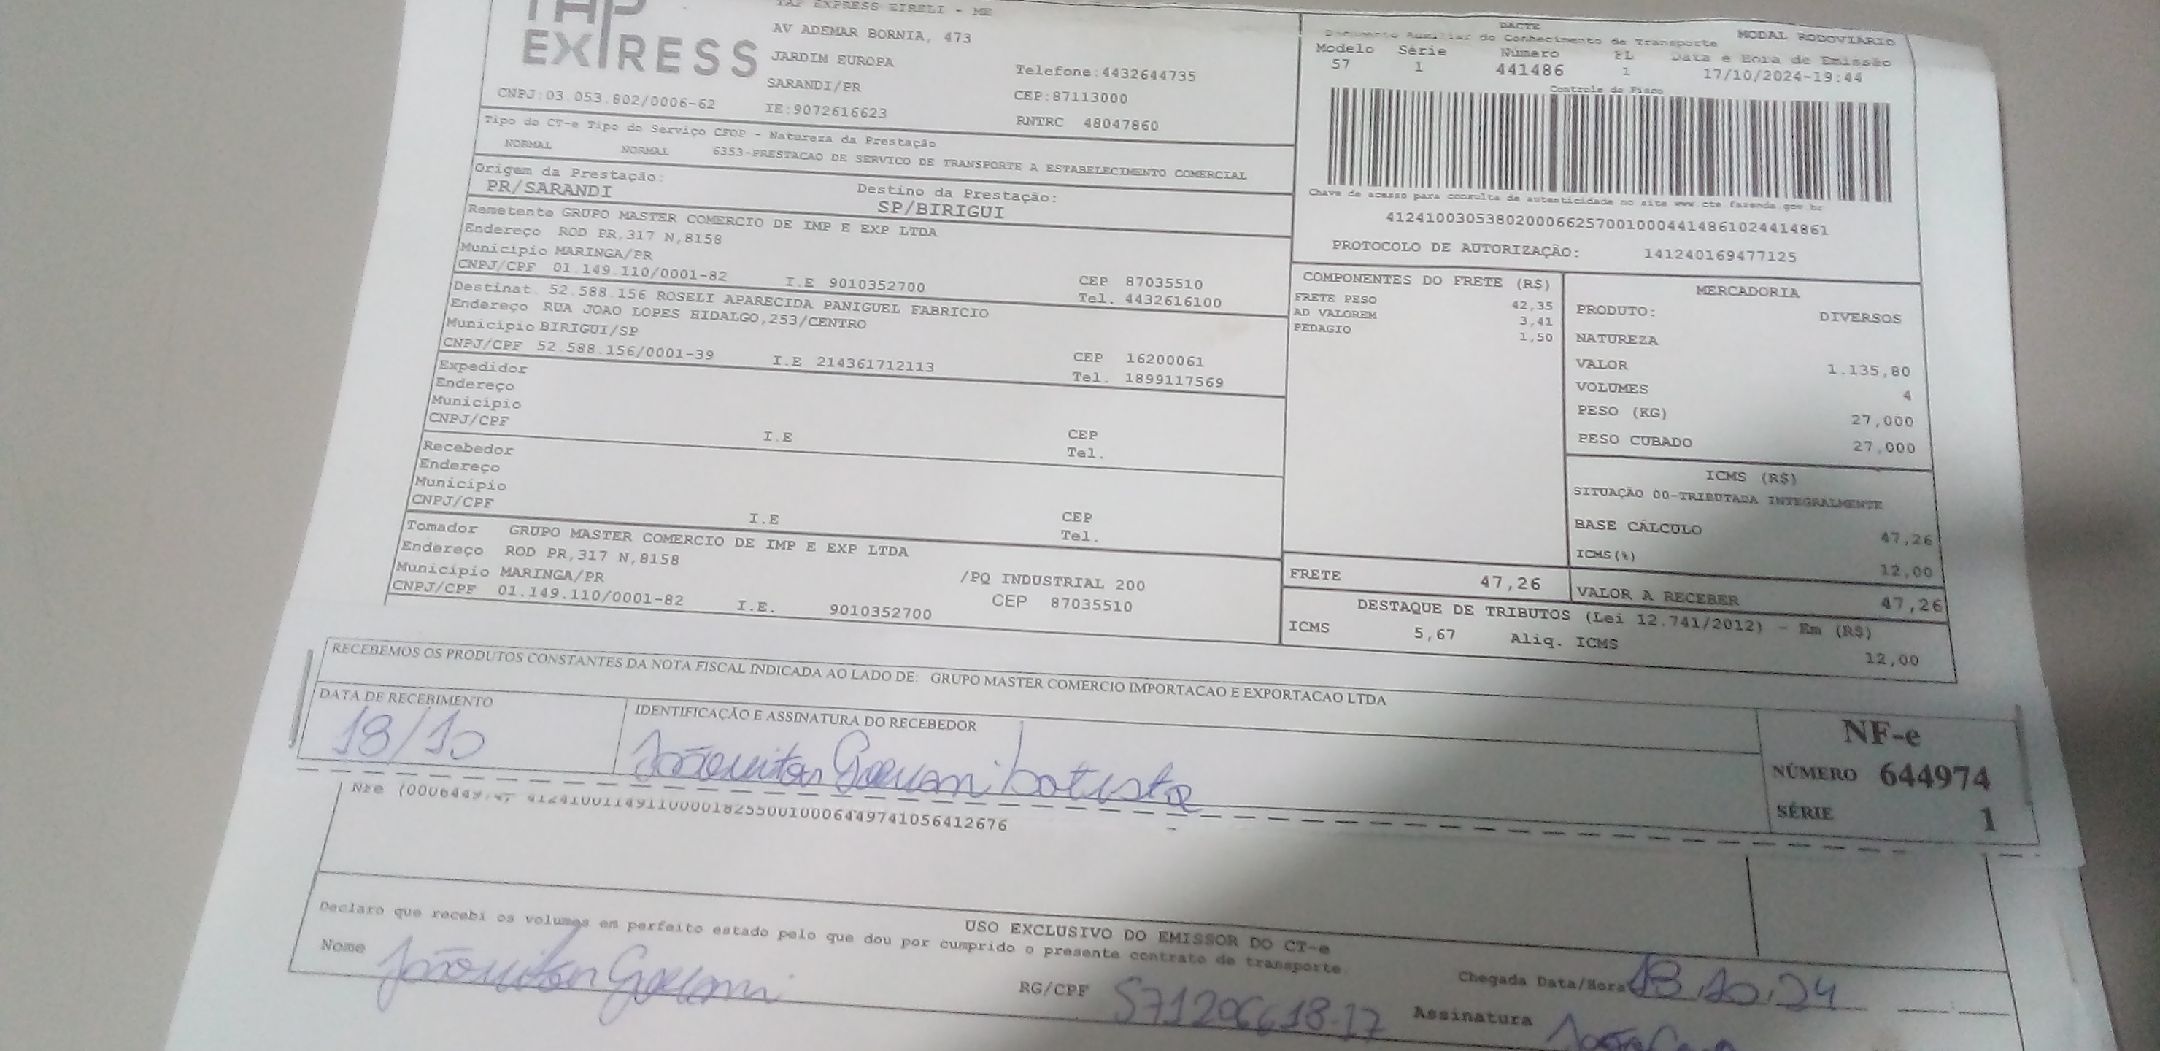 TAP EXPRESS
TAP EXPRESS EIRELI - ME
AV ADEMAR BORNIA, 473
JARDIM EUROPA
SARANDI/PR
Telefone:4432644735
CEP:87113000
CNPJ:03.053.802/0006-62 IE:9072616623 RNTRC 48047860
DACTE
Documento Auxiliar do Conhecimento de Transporte MODAL RODOVIÁRIO
Modelo Série Número FL Data e Hora de Emissão
57 1 441486 1 17/10/2024-19:44
Controle do Fisco
Chave de acesso para consulta de autenticidade no site www.cte.fazenda.gov.br
41241003053802000662570010004414861024414861
PROTOCOLO DE AUTORIZAÇÃO: 141240169477125
Tipo do CT-e Tipo do Serviço CFOP - Natureza da Prestação
NORMAL NORMAL 6353-PRESTACAO DE SERVICO DE TRANSPORTE A ESTABELECIMENTO COMERCIAL
Origem da Prestação: Destino da Prestação:
PR/SARANDI SP/BIRIGUI
Remetente GRUPO MASTER COMERCIO DE IMP E EXP LTDA
Endereço ROD PR,317 N,8158
Município MARINGA/PR CEP 87035510
CNPJ/CPF 01.149.110/0001-82 I.E 9010352700 Tel. 4432616100
Destinat. 52.588.156 ROSELI APARECIDA PANIGUEL FABRICIO
Endereço RUA JOAO LOPES HIDALGO,253/CENTRO
Município BIRIGUI/SP CEP 16200061
CNPJ/CPF 52.588.156/0001-39 I.E 214361712113 Tel. 1899117569
Expedidor
Endereço
Município CEP
CNPJ/CPF I.E Tel.
Recebedor
Endereço
Município CEP
CNPJ/CPF I.E Tel.
Tomador GRUPO MASTER COMERCIO DE IMP E EXP LTDA
Endereço ROD PR,317 N,8158 /PQ INDUSTRIAL 200
Município MARINGA/PR CEP 87035510
CNPJ/CPF 01.149.110/0001-82 I.E. 9010352700
COMPONENTES DO FRETE (R$)
FRETE PESO 42,35
AD VALOREM 3,41
PEDAGIO 1,50
FRETE 47,26
MERCADORIA
PRODUTO: DIVERSOS
NATUREZA
VALOR 1.135,80
VOLUMES 4
PESO (KG) 27,000
PESO CUBADO 27,000
ICMS (R$)
SITUAÇÃO 00-TRIBUTADA INTEGRALMENTE
BASE CÁLCULO 47,26
ICMS(%) 12,00
VALOR A RECEBER 47,26
DESTAQUE DE TRIBUTOS (Lei 12.741/2012) - Em (R$)
ICMS 5,67 Aliq. ICMS 12,00
RECEBEMOS OS PRODUTOS CONSTANTES DA NOTA FISCAL INDICADA AO LADO DE: GRUPO MASTER COMERCIO IMPORTACAO E EXPORTACAO LTDA
DATA DE RECEBIMENTO IDENTIFICAÇÃO E ASSINATURA DO RECEBEDOR
18/10 João Batista
NF-e
NÚMERO 644974
SÉRIE 1
41241001149110000182550010006449741056412676
USO EXCLUSIVO DO EMISSOR DO CT-e
Declaro que recebi os volumes em perfeito estado pelo que dou por cumprido o presente contrato de transporte
Nome João RG/CPF Chegada Data/Hora 18.10.24
Assinatura